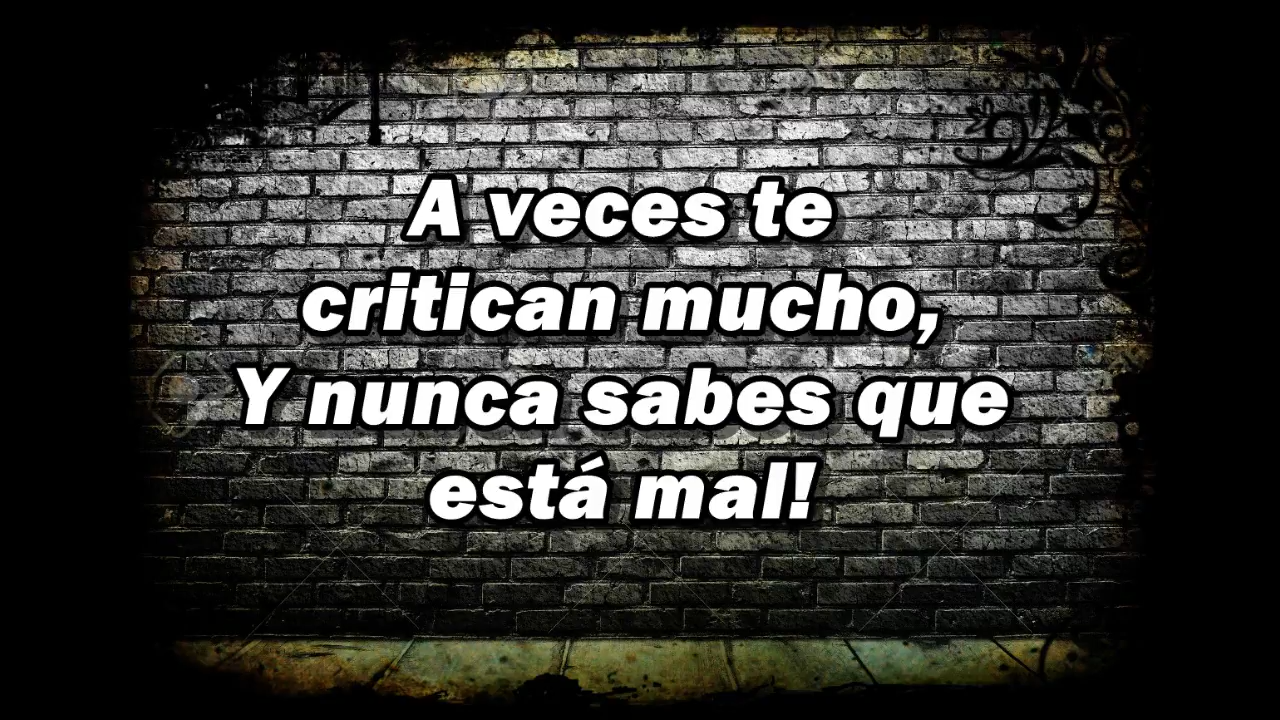 A veces te
critican mucho,
Y nunca sabes que
está mal!